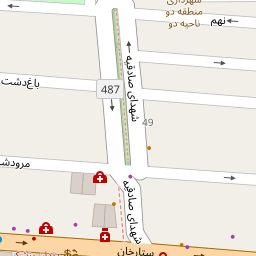 شهرداری
منطقه دو
ناحیه دو
نهم
باغ‌دشت
487
شهدای صادقیه
49
مرودشت
شهدای صادقیه
ستارخان